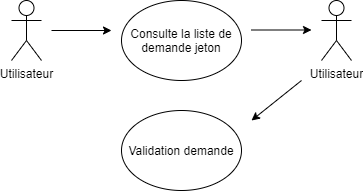 Consulte la liste de
demande jeton
Utilisateur
Utilisateur
Validation demande